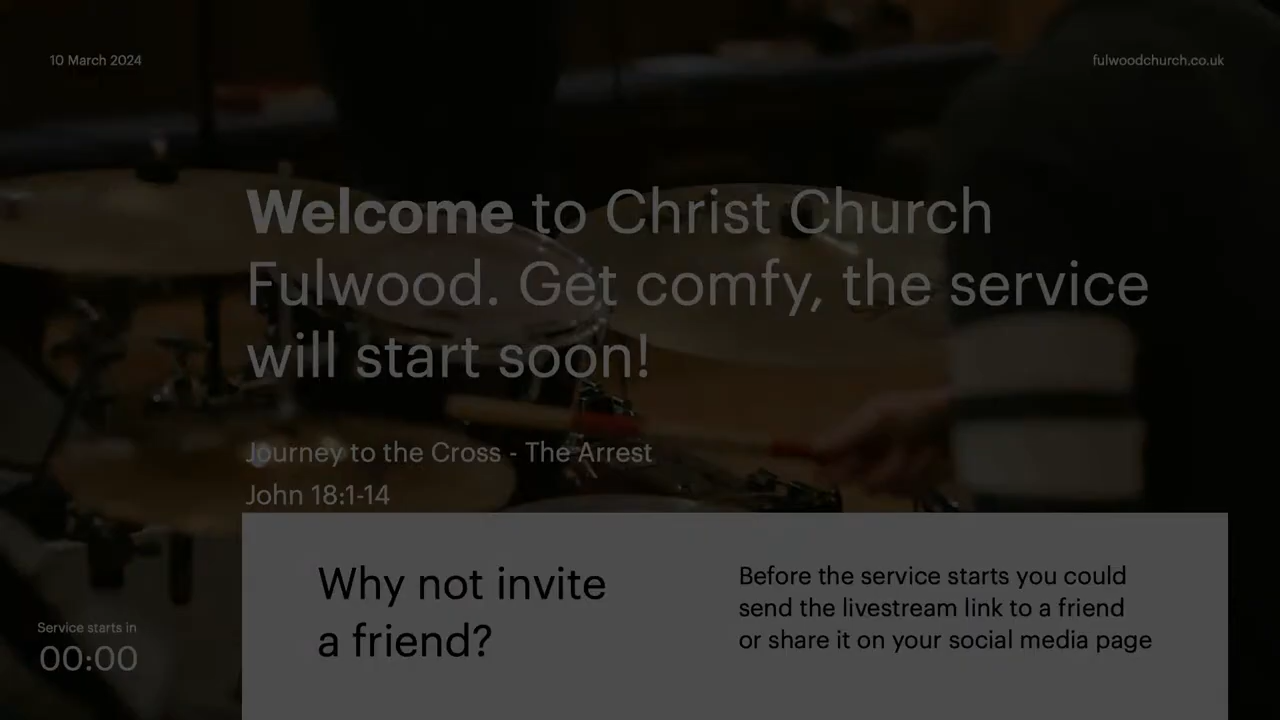 10 March 2024
fulwoodchurch.co.uk
Welcome to Christ Church
Fulwood. Get comfy, the service
will start soon!
Journey to the Cross - The Arrest
John 18:1-14
Why not invite
a friend?
Before the service starts you could
send the livestream link to a friend
or share it on your social media page
Service starts in
00:00